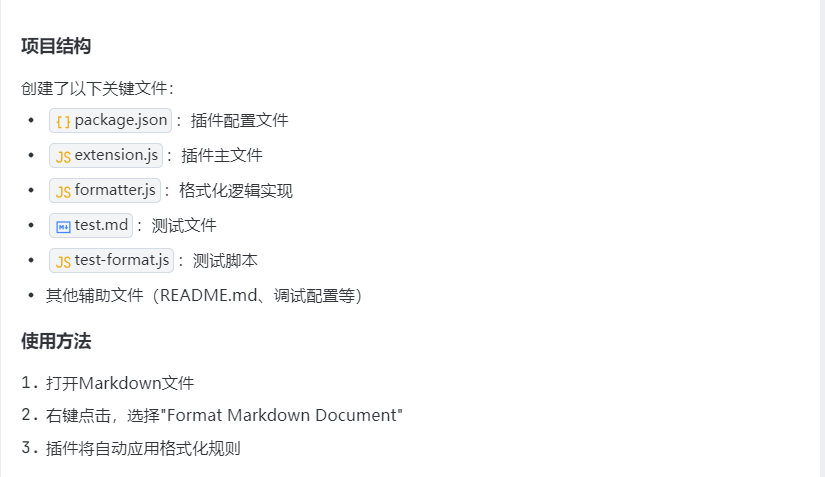 项目结构
创建了以下关键文件：
• {} package.json ：插件配置文件
• JS extension.js ：插件主文件
• JS formatter.js ：格式化逻辑实现
• test.md ：测试文件
• JS test-format.js ：测试脚本
• 其他辅助文件（README.md、调试配置等）
使用方法
1. 打开Markdown文件
2. 右键点击，选择"Format Markdown Document"
3. 插件将自动应用格式化规则